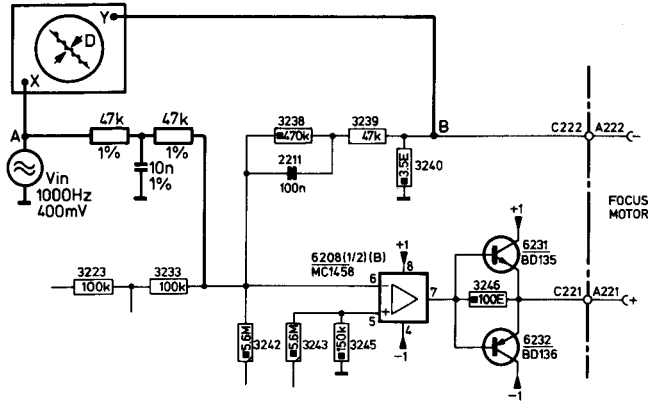 Y
D
X
A
47k
1%
47k
1%
10n
1%
Vin
1000Hz
400mV
3238
470k
3239
47k
B
2211
100n
3.5E
3240
C222
A222
–
FOCUS
MOTOR
+1
6208(1/2)(B)
MC1458
+1
8
6231
BD135
3223
100k
3233
100k
6
–
7
3246
100E
C221
A221
+
5
+
4
–1
5.6M
3242
5.6M
3243
150k
3245
6232
BD136
–1